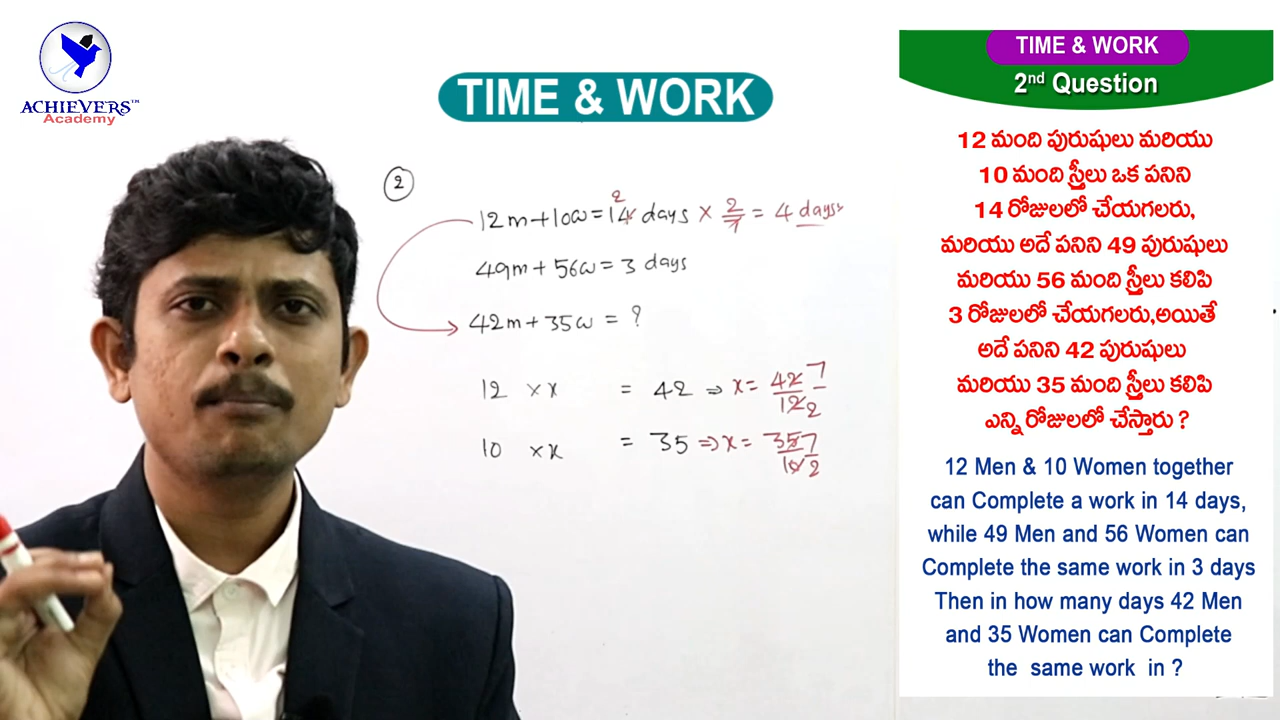 ACHIEVERS™
Academy
TIME & WORK
2
12m+10w=14 days × 2/7 = 4 days
2
49m+56w=3 days
42m+35w = ?
12 ×x = 42 ⇒ x= 42/12 7/2
10 ×x = 35 ⇒ x = 35/10 7/2
TIME & WORK
2nd Question
12 మంది పురుషులు మరియు
10 మంది స్త్రీలు ఒక పనిని
14 రోజులలో చేయగలరు,
మరియు అదే పనిని 49 పురుషులు
మరియు 56 మంది స్త్రీలు కలిపి
3 రోజులలో చేయగలరు,అయితే
అదే పనిని 42 పురుషులు
మరియు 35 మంది స్త్రీలు కలిపి
ఎన్ని రోజులలో చేస్తారు ?
12 Men & 10 Women together
can Complete a work in 14 days,
while 49 Men and 56 Women can
Complete the same work in 3 days
Then in how many days 42 Men
and 35 Women can Complete
the same work in ?